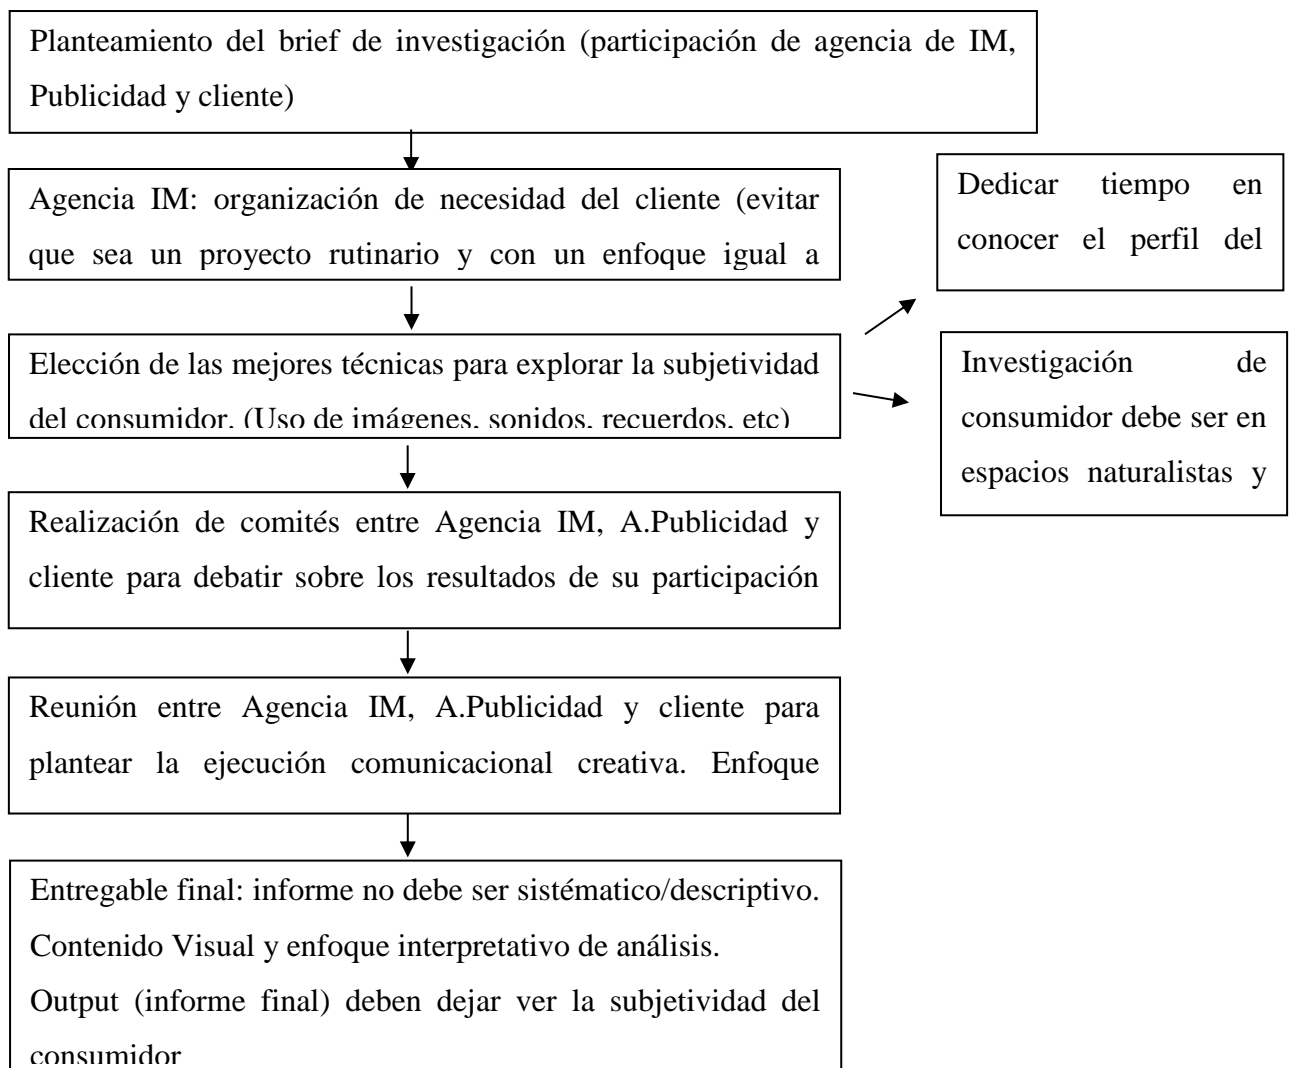 Planteamiento del brief de investigación (participación de agencia de IM,
Publicidad y cliente)
Agencia IM: organización de necesidad del cliente (evitar
que sea un proyecto rutinario y con un enfoque igual a
Dedicar tiempo en
conocer el perfil del
Elección de las mejores técnicas para explorar la subjetividad
del consumidor. (Uso de imágenes, sonidos, recuerdos, etc)
Investigación de
consumidor debe ser en
espacios naturalistas y
Realización de comités entre Agencia IM, A.Publicidad y
cliente para debatir sobre los resultados de su participación
Reunión entre Agencia IM, A.Publicidad y cliente para
plantear la ejecución comunicacional creativa. Enfoque
Entregable final: informe no debe ser sistématico/descriptivo.
Contenido Visual y enfoque interpretativo de análisis.
Output (informe final) deben dejar ver la subjetividad del
consumidor